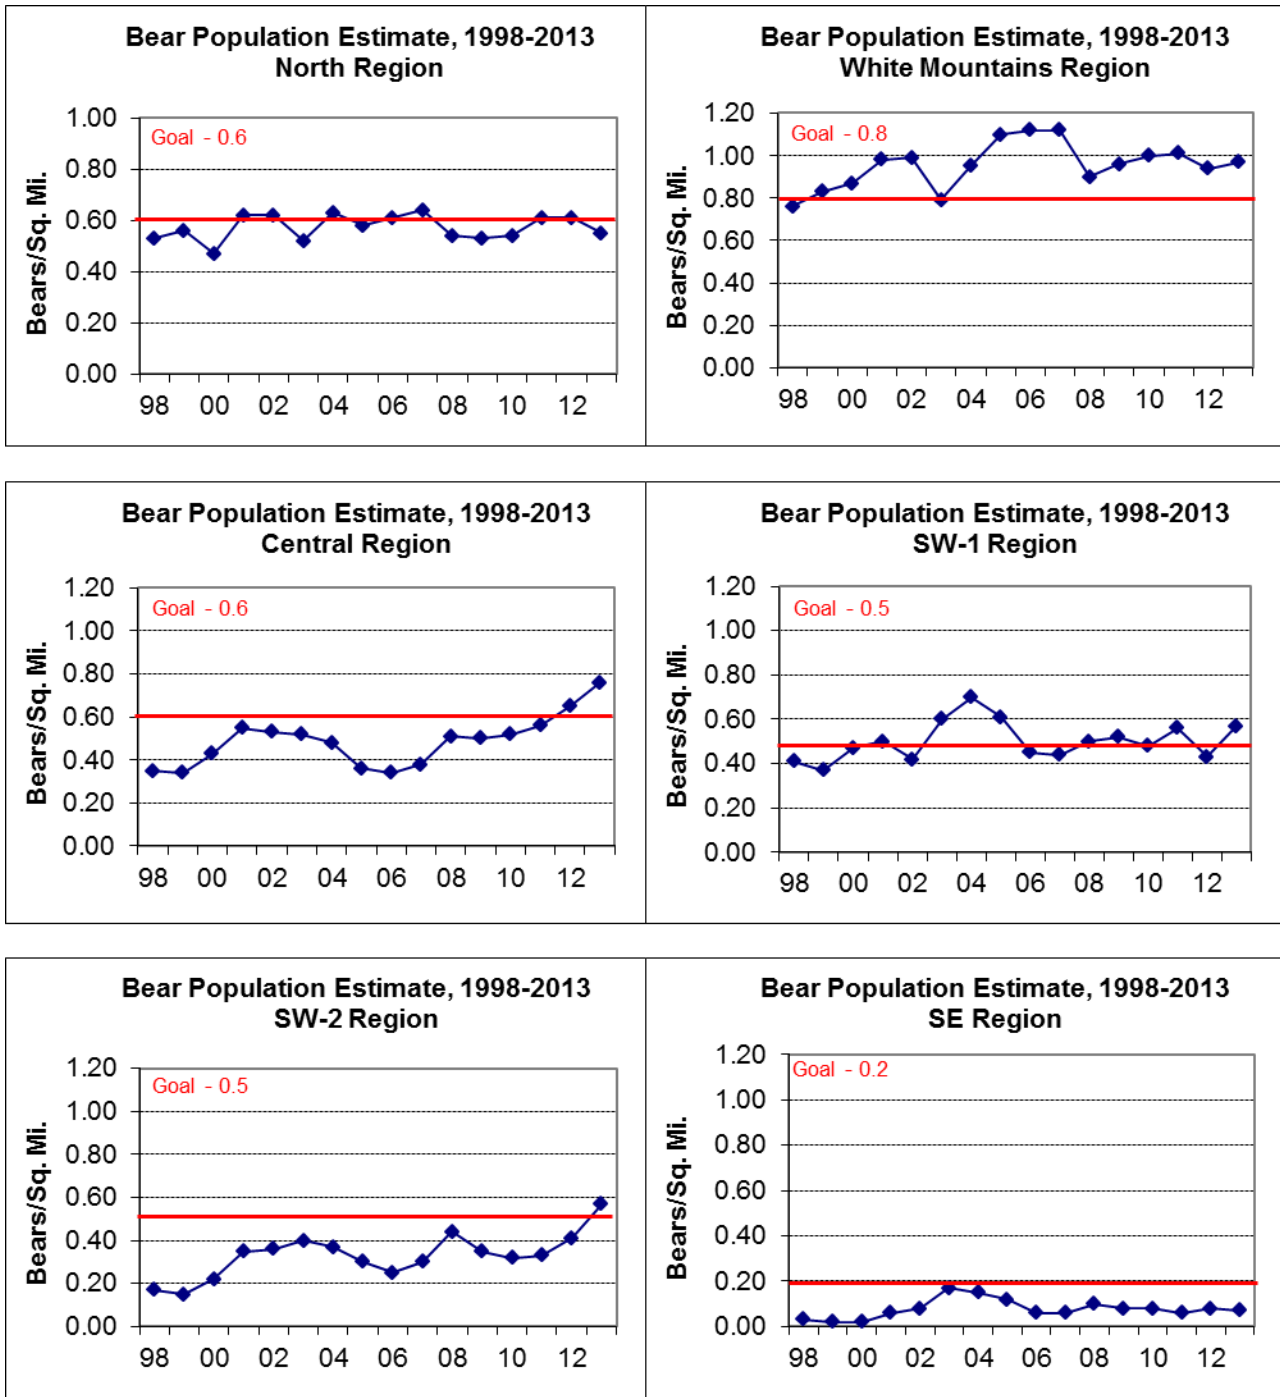 Bear Population Estimate, 1998-2013
North Region
Goal - 0.6
Bears/Sq. Mi.
1.00
0.80
0.60
0.40
0.20
0.00
98 00 02 04 06 08 10 12
Bear Population Estimate, 1998-2013
White Mountains Region
Goal - 0.8
Bears/Sq. Mi.
1.20
1.00
0.80
0.60
0.40
0.20
0.00
98 00 02 04 06 08 10 12
Bear Population Estimate, 1998-2013
Central Region
Goal - 0.6
Bears/Sq. Mi.
1.20
1.00
0.80
0.60
0.40
0.20
0.00
98 00 02 04 06 08 10 12
Bear Population Estimate, 1998-2013
SW-1 Region
Goal - 0.5
Bears/Sq. Mi.
1.20
1.00
0.80
0.60
0.40
0.20
0.00
98 00 02 04 06 08 10 12
Bear Population Estimate, 1998-2013
SW-2 Region
Goal - 0.5
Bears/Sq. Mi.
1.20
1.00
0.80
0.60
0.40
0.20
0.00
98 00 02 04 06 08 10 12
Bear Population Estimate, 1998-2013
SE Region
Goal - 0.2
Bears/Sq. Mi.
1.20
1.00
0.80
0.60
0.40
0.20
0.00
98 00 02 04 06 08 10 12